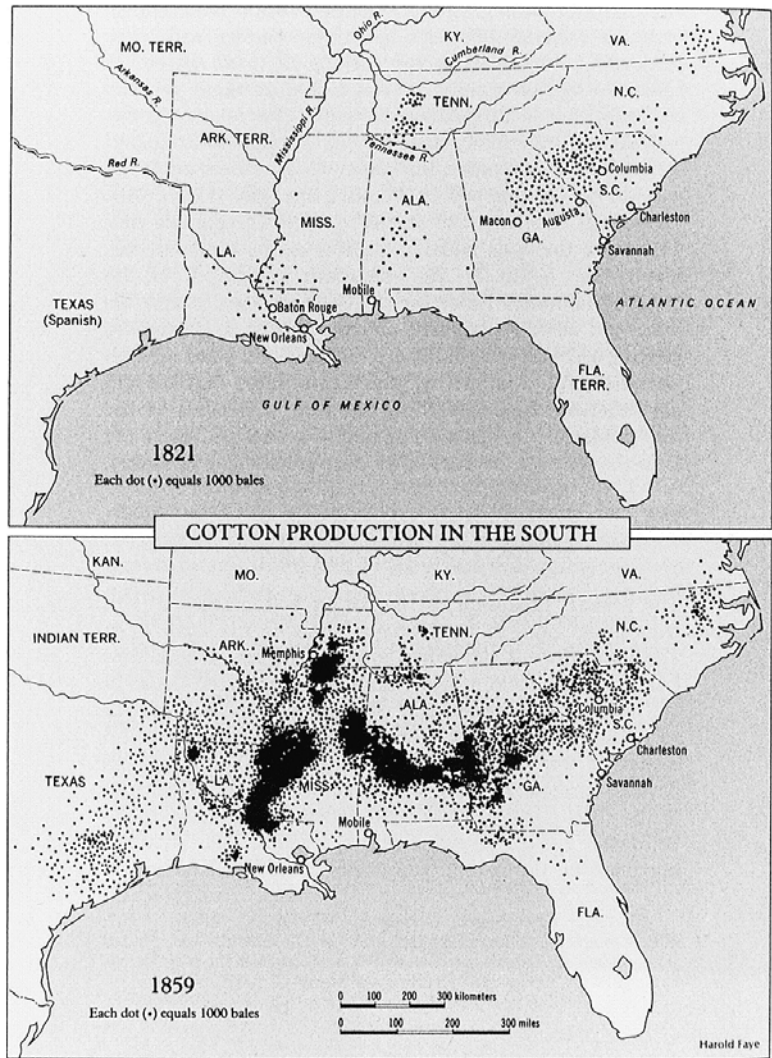 Ohio R.
KY.
VA.
MO. TERR.
Cumberland R.
Arkansas R.
TENN.
N.C.
Mississippi R.
ARK. TERR.
Tennessee R.
Red R.
Columbia
S.C.
ALA.
MISS.
Macon
Augusta
Charleston
GA.
LA.
Savannah
Mobile
TEXAS
(Spanish)
Baton Rouge
ATLANTIC OCEAN
New Orleans
FLA.
TERR.
GULF OF MEXICO
1821
Each dot (•) equals 1000 bales
COTTON PRODUCTION IN THE SOUTH
KAN.
MO.
KY.
VA.
INDIAN TERR.
TENN.
N.C.
ARK.
Memphis
ALA.
Columbia
S.C.
Charleston
TEXAS
LA.
MISS.
GA.
Savannah
Mobile
New Orleans
FLA.
1859
Each dot (•) equals 1000 bales
0 100 200 300 kilometers
0 100 200 300 miles
Harold Faye